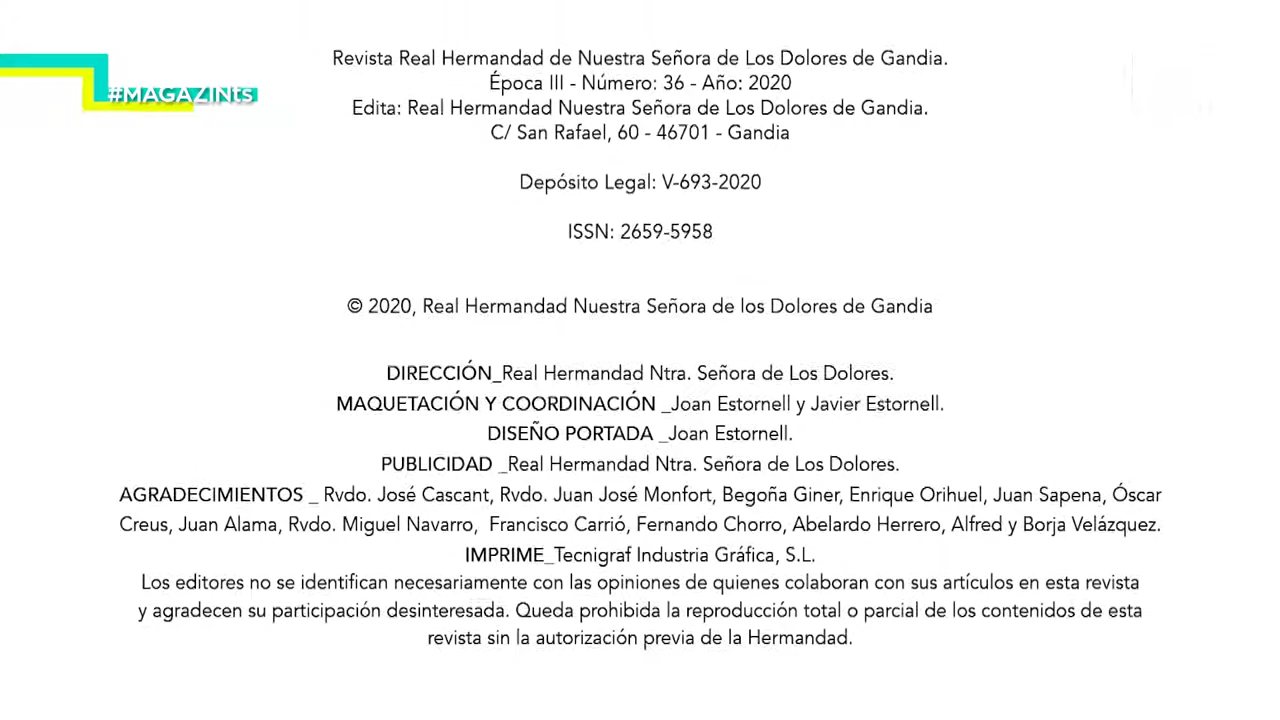 Revista Real Hermandad de Nuestra Señora de Los Dolores de Gandia.
Época III - Número: 36 - Año: 2020
#MAGAZINts
Edita: Real Hermandad Nuestra Señora de Los Dolores de Gandia.
C/ San Rafael, 60 - 46701 - Gandia
Depósito Legal: V-693-2020
ISSN: 2659-5958
© 2020, Real Hermandad Nuestra Señora de los Dolores de Gandia
DIRECCIÓN_Real Hermandad Ntra. Señora de Los Dolores.
MAQUETACIÓN Y COORDINACIÓN _Joan Estornell y Javier Estornell.
DISEÑO PORTADA _Joan Estornell.
PUBLICIDAD _Real Hermandad Ntra. Señora de Los Dolores.
AGRADECIMIENTOS _ Rvdo. José Cascant, Rvdo. Juan José Monfort, Begoña Giner, Enrique Orihuel, Juan Sapena, Óscar
Creus, Juan Alama, Rvdo. Miguel Navarro, Francisco Carrió, Fernando Chorro, Abelardo Herrero, Alfred y Borja Velázquez.
IMPRIME_Tecnigraf Industria Gráfica, S.L.
Los editores no se identifican necesariamente con las opiniones de quienes colaboran con sus artículos en esta revista
y agradecen su participación desinteresada. Queda prohibida la reproducción total o parcial de los contenidos de esta
revista sin la autorización previa de la Hermandad.